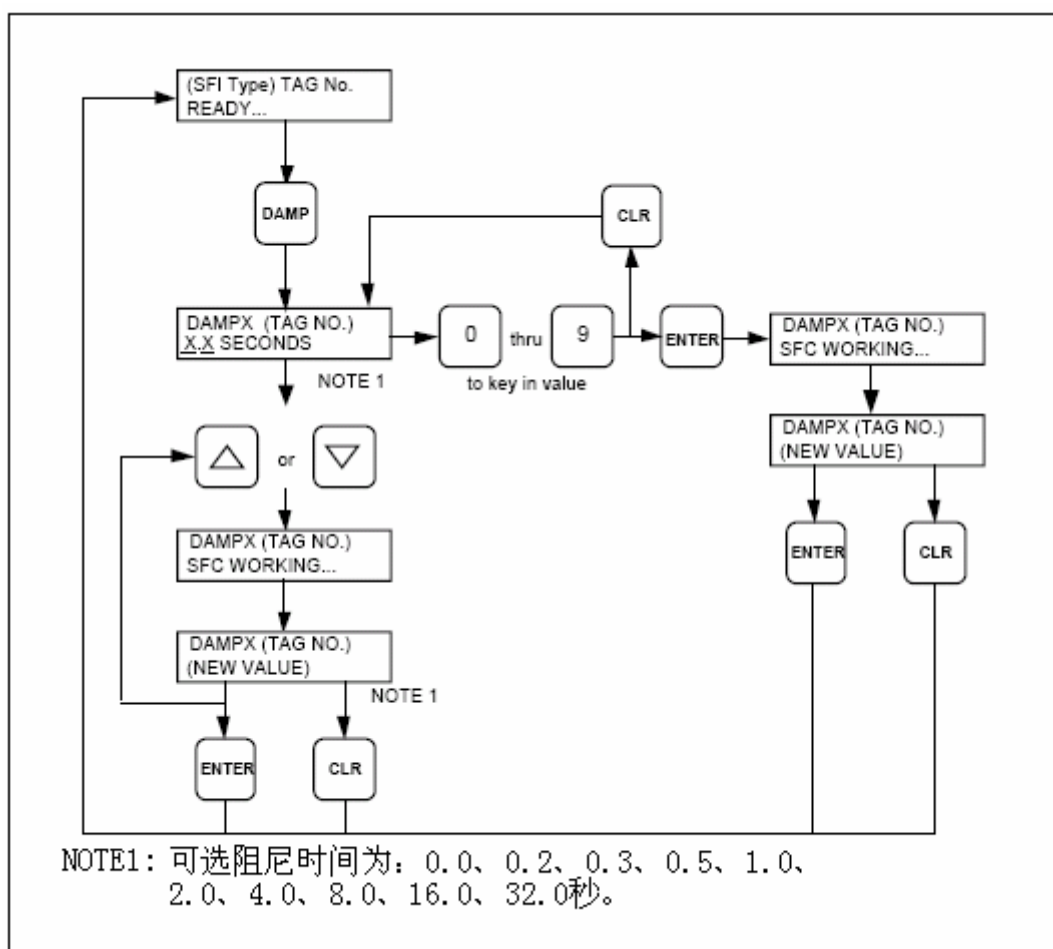 (SFI Type) TAG No.
READY...
DAMP
CLR
DAMPX (TAG NO.)
X.X SECONDS
0
thru
9
ENTER
to key in value
NOTE 1
DAMPX (TAG NO.)
SFC WORKING...
DAMPX (TAG NO.)
(NEW VALUE)
ENTER
CLR
or
DAMPX (TAG NO.)
SFC WORKING...
DAMPX (TAG NO.)
(NEW VALUE)
NOTE 1
ENTER
CLR
NOTE1: 可选阻尼时间为: 0.0、0.2、0.3、0.5、1.0、
2.0、4.0、8.0、16.0、32.0秒。